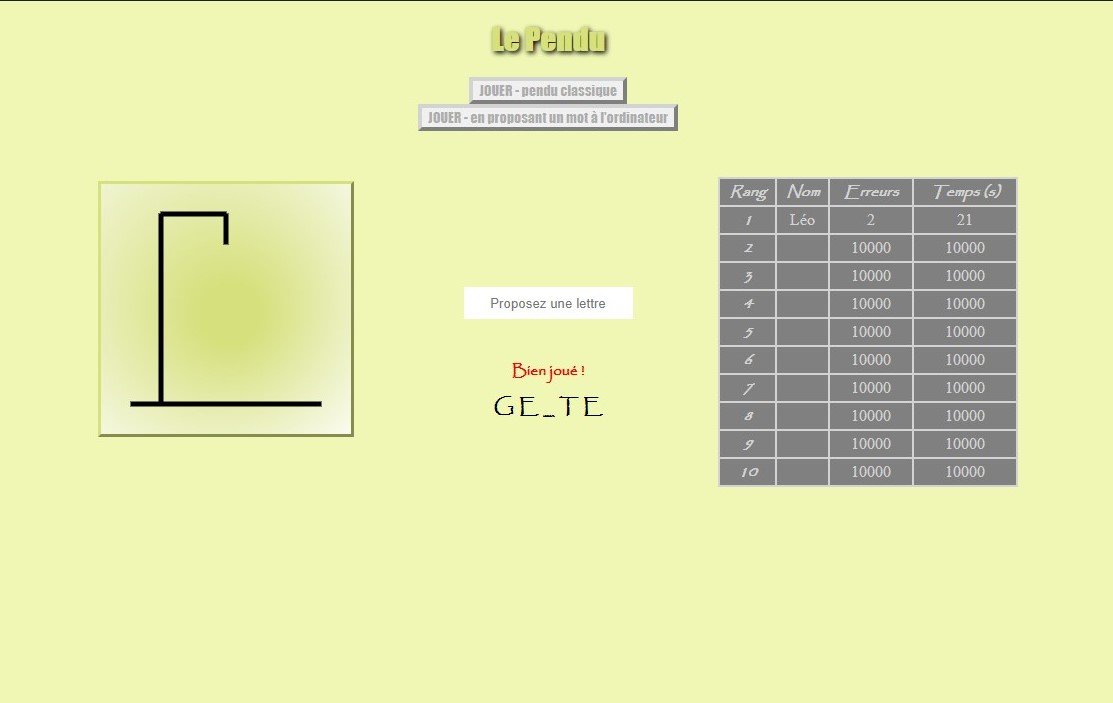 Le Pendu
JOUER - pendu classique
JOUER - en proposant un mot à l'ordinateur
Proposez une lettre
Bien joué !
GE_TE
Rang Nom Erreurs Temps (s)
1 Léo 2 21
2 10000 10000
3 10000 10000
4 10000 10000
5 10000 10000
6 10000 10000
7 10000 10000
8 10000 10000
9 10000 10000
10 10000 10000